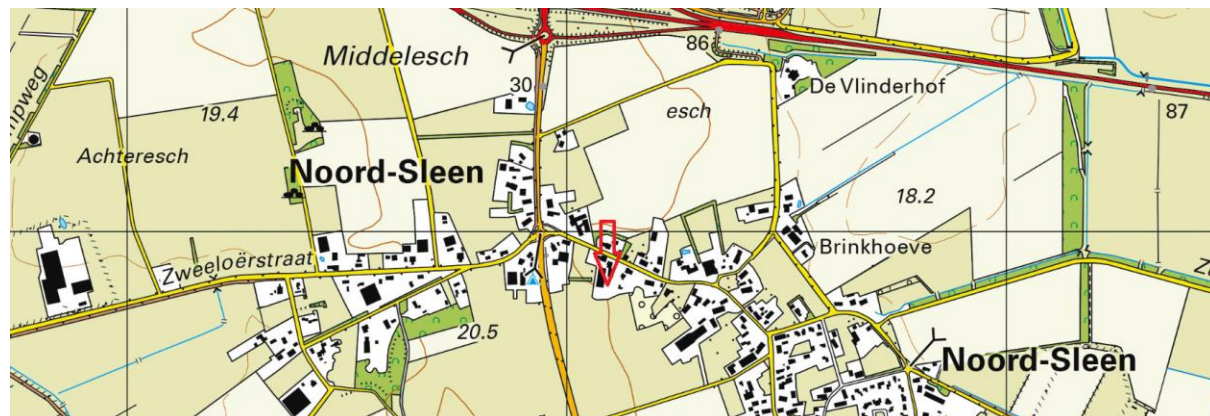 86
Middelesch
De Vlinderhof
30
87
19.4
esch
mpweg
Achteresch
Noord-Sleen
18.2
Brinkhoeve
Zweeloërstraat
20.5
Noord-Sleen